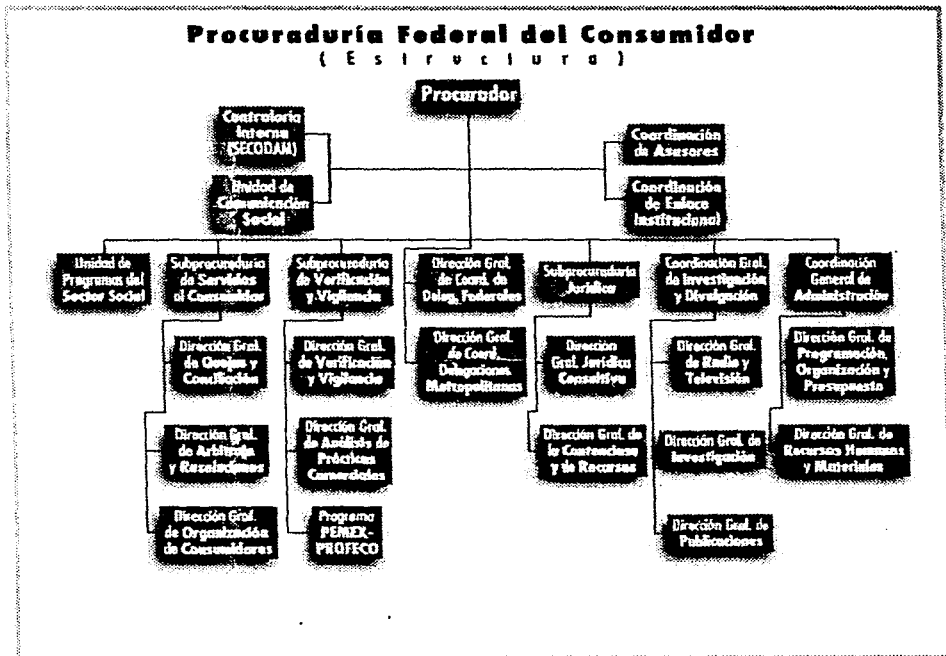 Procuraduría Federal del Consumidor
( E s t r u c t u r a )
Procurador
Contraloría
Interna
(SECODAM)
Unidad de
Comunicación
Social
Coordinación
de Asesores
Coordinación
de Enlace
Institucional
Unidad de
Programas del
Sector Social
Subprocuraduría
de Servicios
al Consumidor
Subprocuraduría
de Verificación
y Vigilancia
Dirección Gral.
de Coord. de
Deleg. Federales
Subprocuraduría
Jurídica
Coordinación Gral.
de Investigación
y Divulgación
Coordinación
General de
Administración
Dirección Gral.
de Quejas y
Conciliación
Dirección Gral.
de Verificación
y Vigilancia
Dirección Gral.
de Coord.
Delegaciones
Metropolitanas
Dirección
Gral. Jurídica
Consultiva
Dirección Gral.
de Radio y
Televisión
Dirección Gral. de
Programación,
Organización y
Presupuesto
Dirección Gral.
de Arbitraje
y Resoluciones
Dirección Gral.
de Análisis de
Prácticas
Comerciales
Dirección Gral. de
lo Contencioso
y de Recursos
Dirección Gral. de
Investigación
Dirección Gral. de
Recursos Humanos
y Materiales
Dirección Gral.
de Organización
de Consumidores
Programa
PEMEX-
PROFECO
Dirección Gral. de
Publicaciones